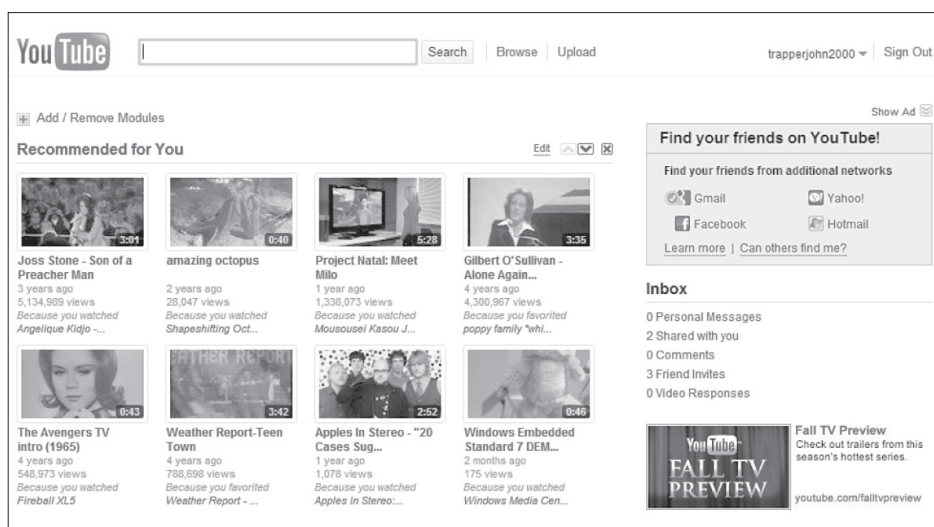 YouTube
Search Browse Upload
trapperjohn2000 Sign Out
Show Ad
Add / Remove Modules
Recommended for You
Edit
3:01
0:40
5:28
3:35
Joss Stone - Son of a
Preacher Man
3 years ago
5,134,989 views
Because you watched
Angelique Kidjo -...
amazing octopus
2 years ago
28,047 views
Because you watched
Shapeshifting Oct...
Project Natal: Meet
Milo
1 year ago
1,338,073 views
Because you watched
Mousousei Kasou J...
Gilbert O'Sullivan -
Alone Again...
4 years ago
4,300,967 views
Because you favorited
poppy family "whi...
0:43
WEATHER REPORT
3:42
2:52
0:46
The Avengers TV
intro (1965)
4 years ago
548,973 views
Because you watched
Fireball XL5
Weather Report-Teen
Town
4 years ago
788,698 views
Because you favorited
Weather Report - ...
Apples In Stereo - "20
Cases Sug...
1 year ago
1,078 views
Because you watched
Apples In Stereo:...
Windows Embedded
Standard 7 DEM...
2 months ago
175 views
Because you watched
Windows Media Cen...
Find your friends on YouTube!
Find your friends from additional networks
Gmail
Yahoo!
Facebook
Hotmail
Learn more | Can others find me?
Inbox
0 Personal Messages
2 Shared with you
0 Comments
3 Friend Invites
0 Video Responses
YouTube
FALL TV
PREVIEW
Fall TV Preview
Check out trailers from this
season's hottest series.
youtube.com/falltvpreview